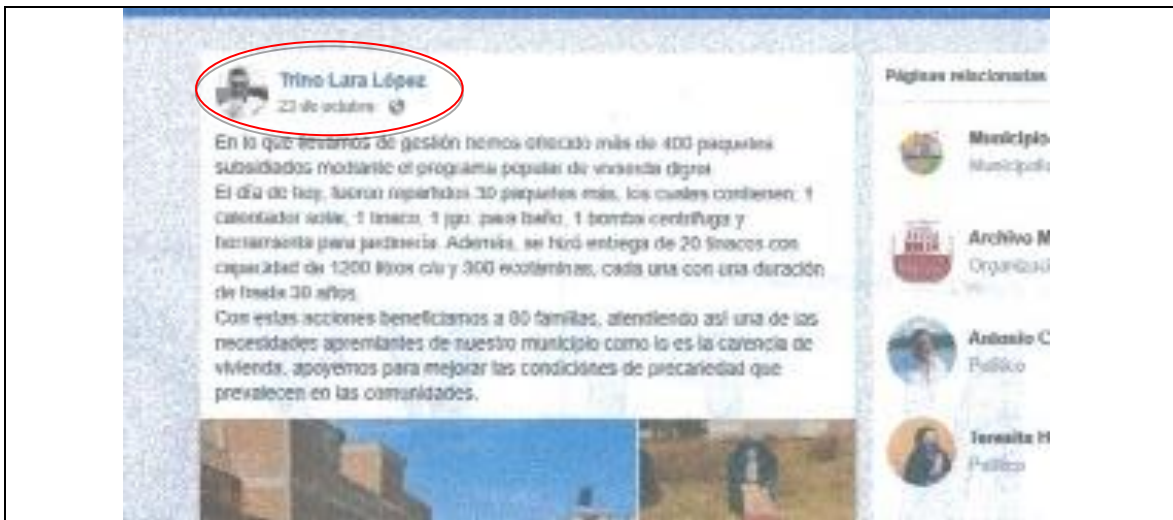 Trino Lara López
23 de octubre
En lo que llevamos de gestión hemos ofrecido más de 400 paquetes
subsidiados mediante el programa popular de vivienda digna
El día de hoy, fueron repartidos 30 paquetes más, los cuales contienen: 1
calentador solar, 1 tinaco, 1 jgo. para baño, 1 bomba centrífuga y
herramienta para jardinería. Además, se hizó entrega de 20 tinacos con
capacidad de 1200 litros c/u y 300 ecoláminas, cada una con una duración
de hasta 30 años
Con estas acciones beneficiamos a 80 familias, atendiendo así una de las
necesidades apremiantes de nuestro municipio como lo es la carencia de
vivienda, apoyemos para mejorar las condiciones de precariedad que
prevalecen en las comunidades.
Páginas relacionadas
Municipio
Archivo M
Antonio C
Político
Teresita H
Político